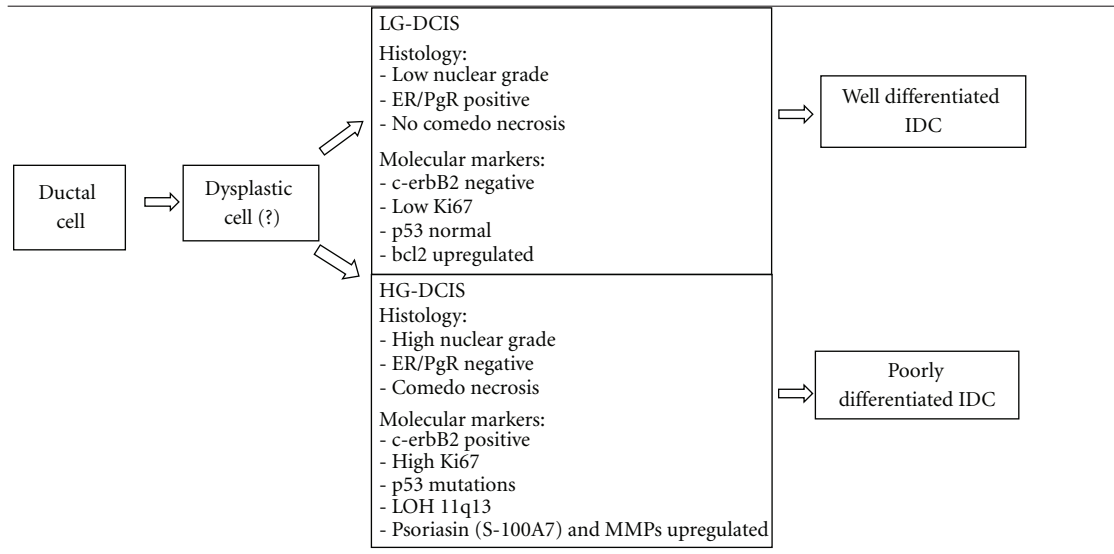 Ductal
cell
Dysplastic
cell (?)
LG-DCIS
Histology:
- Low nuclear grade
- ER/PgR positive
- No comedo necrosis
Molecular markers:
- c-erbB2 negative
- Low Ki67
- p53 normal
- bcl2 upregulated
Well differentiated
IDC
HG-DCIS
Histology:
- High nuclear grade
- ER/PgR negative
- Comedo necrosis
Molecular markers:
- c-erbB2 positive
- High Ki67
- p53 mutations
- LOH 11q13
- Psoriasin (S-100A7) and MMPs upregulated
Poorly
differentiated IDC